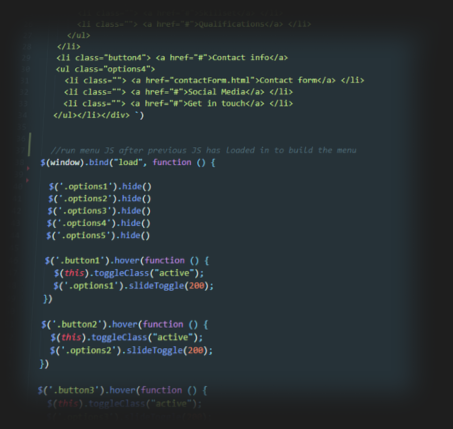 <li class=""> <a href="#">Qualifications</a> </li>
</ul>
</li>
<li class="button4"> <a href="#">Contact info</a>
<ul class="options4">
<li class=""> <a href="contactForm.html">Contact form</a> </li>
<li class=""> <a href="#">Social Media</a> </li>
<li class=""> <a href="#">Get in touch</a> </li>
</ul></li></div> `)
//run menu JS after previous JS has loaded in to build the menu
$(window).bind("load", function () {
$('.options1').hide()
$('.options2').hide()
$('.options3').hide()
$('.options4').hide()
$('.options5').hide()
$('.button1').hover(function () {
$(this).toggleClass("active");
$('.options1').slideToggle(200);
})
$('.button2').hover(function () {
$(this).toggleClass("active");
$('.options2').slideToggle(200);
})
$('.button3').hover(function () {
$(this).toggleClass("active");